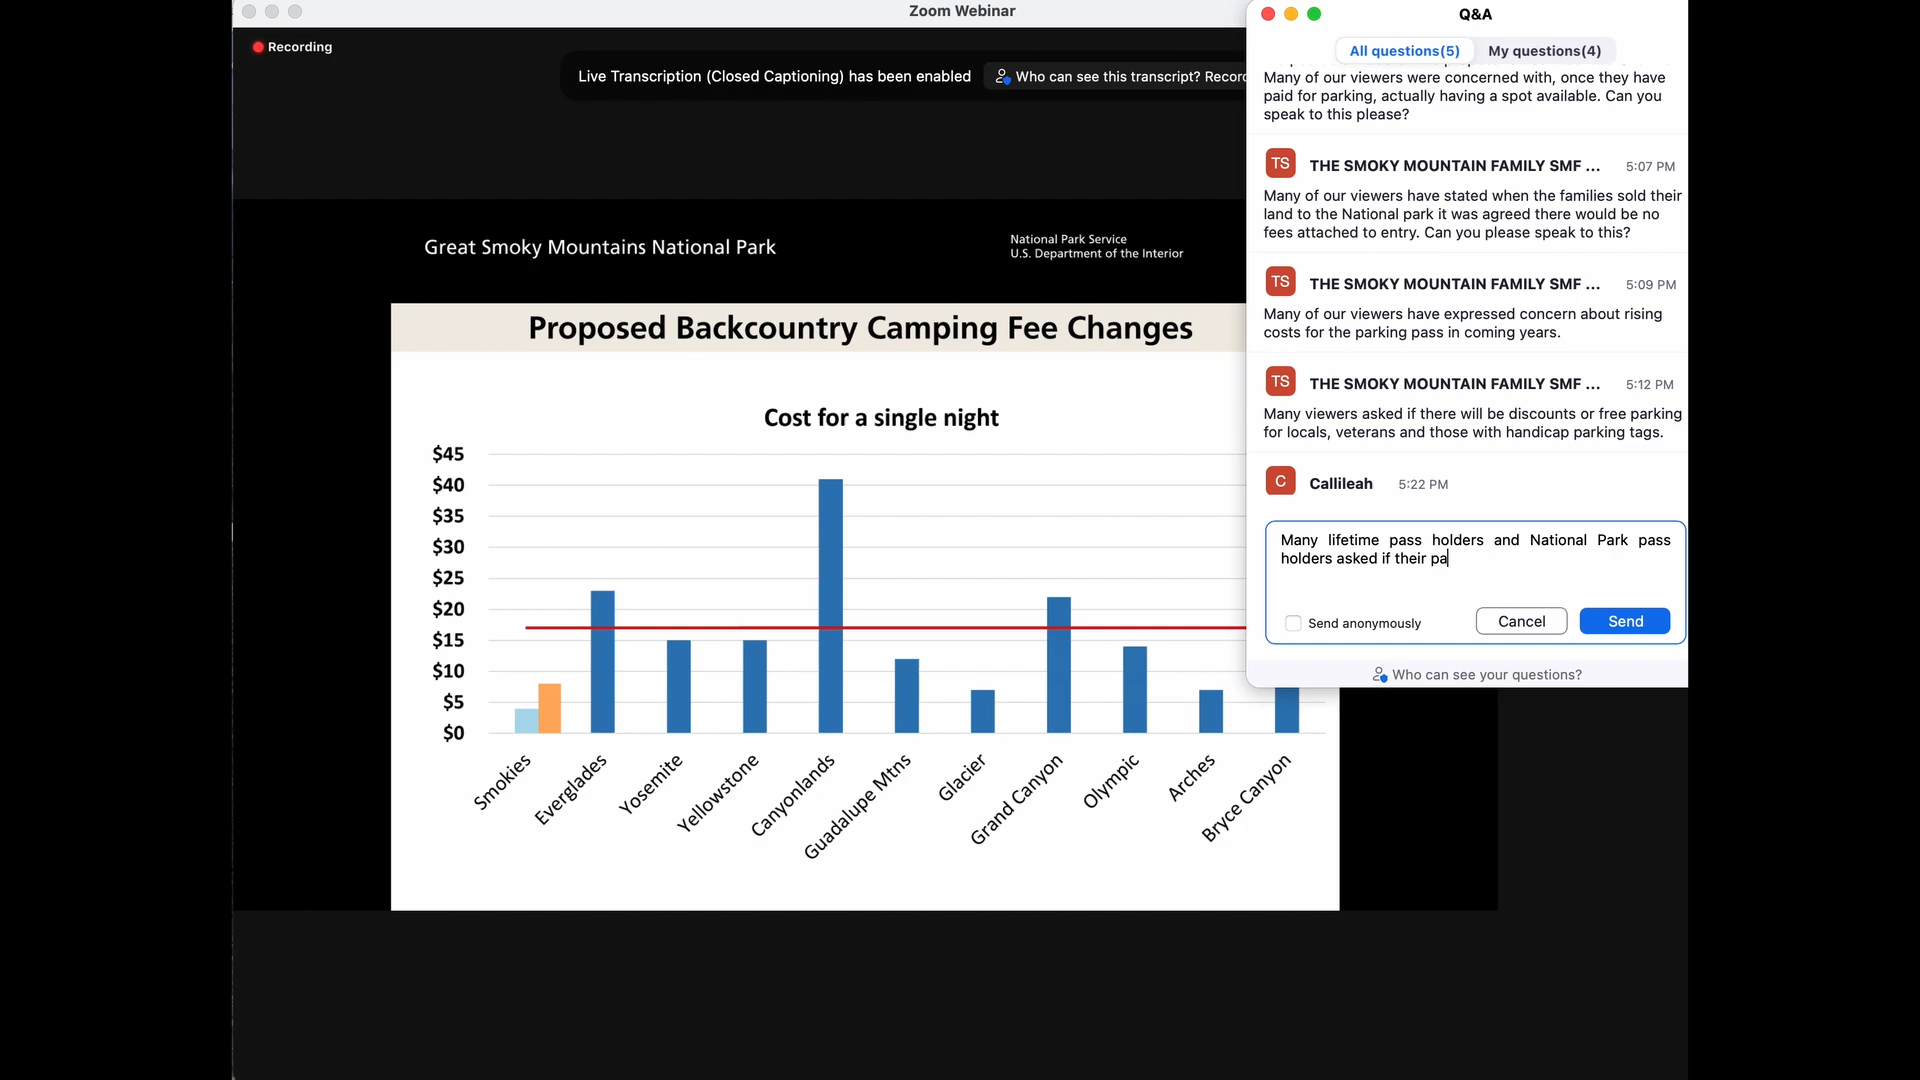 Zoom Webinar
Recording
Live Transcription (Closed Captioning) has been enabled
Who can see this transcript? Recor
Great Smoky Mountains National Park
National Park Service
U.S. Department of the Interior
Proposed Backcountry Camping Fee Changes
Cost for a single night
$45
$40
$35
$30
$25
$20
$15
$10
$5
$0
Smokies
Everglades
Yosemite
Yellowstone
Canyonlands
Guadalupe Mtns
Glacier
Grand Canyon
Olympic
Arches
Bryce Canyon
Q&A
All questions(5)
My questions(4)
Many of our viewers were concerned with, once they have
paid for parking, actually having a spot available. Can you
speak to this please?
TS
THE SMOKY MOUNTAIN FAMILY SMF ...
5:07 PM
Many of our viewers have stated when the families sold their
land to the National park it was agreed there would be no
fees attached to entry. Can you please speak to this?
TS
THE SMOKY MOUNTAIN FAMILY SMF ...
5:09 PM
Many of our viewers have expressed concern about rising
costs for the parking pass in coming years.
TS
THE SMOKY MOUNTAIN FAMILY SMF ...
5:12 PM
Many viewers asked if there will be discounts or free parking
for locals, veterans and those with handicap parking tags.
C
Callileah
5:22 PM
Many lifetime pass holders and National Park pass
holders asked if their pa
Send anonymously
Cancel
Send
Who can see your questions?